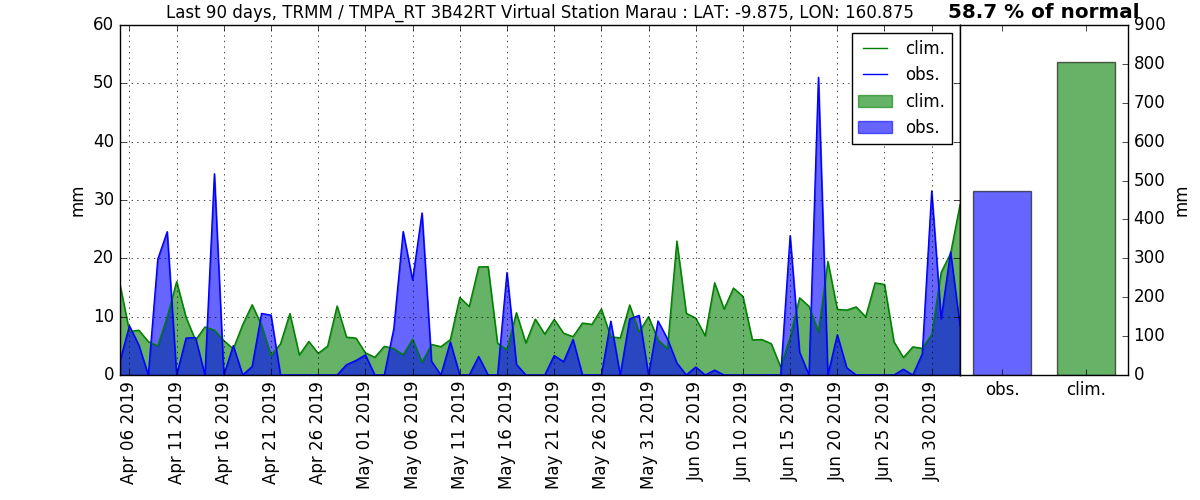 Last 90 days, TRMM / TMPA_RT 3B42RT Virtual Station Marau : LAT: -9.875, LON: 160.875
58.7 % of normal
60
50
40
30
20
10
0
mm
clim.
obs.
clim.
obs.
Apr 06 2019
Apr 11 2019
Apr 16 2019
Apr 21 2019
Apr 26 2019
May 01 2019
May 06 2019
May 11 2019
May 16 2019
May 21 2019
May 26 2019
May 31 2019
Jun 05 2019
Jun 10 2019
Jun 15 2019
Jun 20 2019
Jun 25 2019
Jun 30 2019
900
800
700
600
500
400
300
200
100
0
mm
obs.
clim.